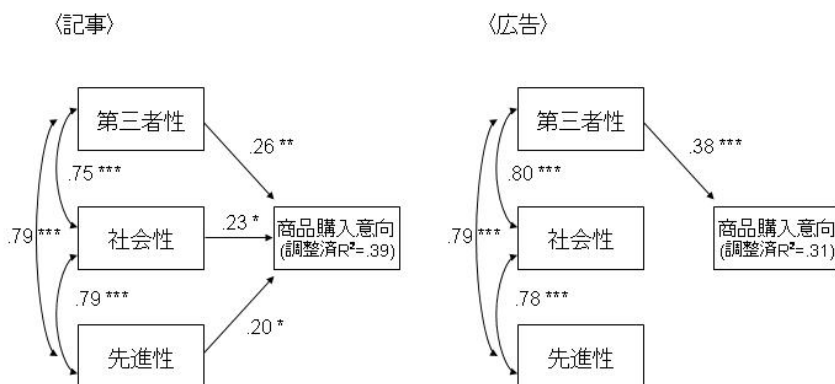 〈記事〉
第三者性
.26 **
.75 ***
.79 ***
社会性
.23 *
商品購入意向
(調整済R²=.39)
.79 ***
.20 *
先進性
〈広告〉
第三者性
.38 ***
.80 ***
.79 ***
社会性
商品購入意向
(調整済R²=.31)
.78 ***
先進性